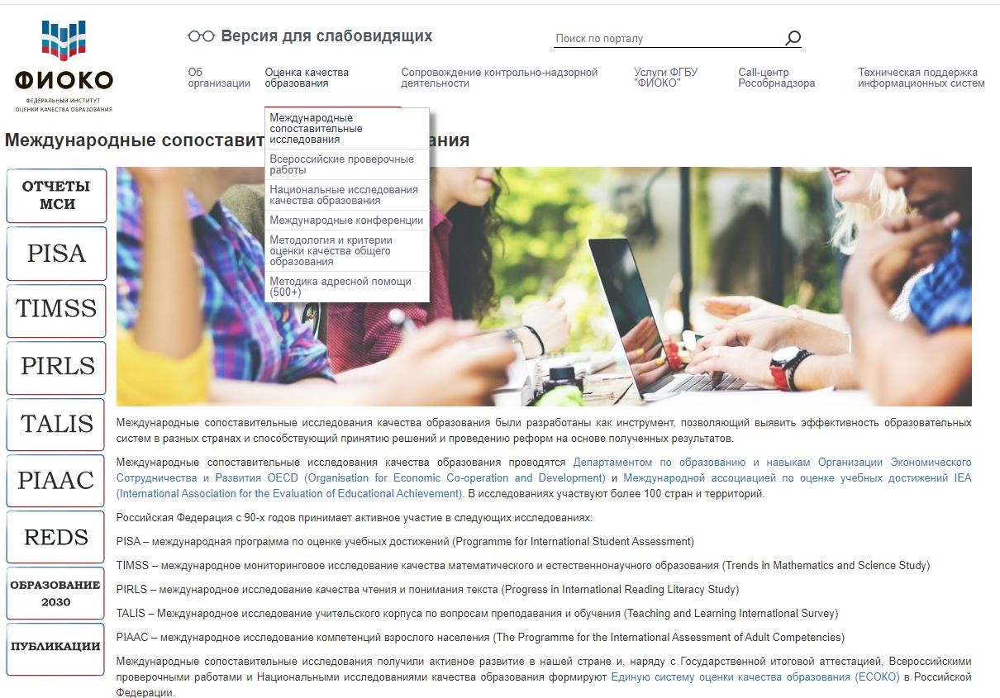 Версия для слабовидящих
Поиск по порталу
ФИОКО
ФЕДЕРАЛЬНЫЙ ИНСТИТУТ
ОЦЕНКИ КАЧЕСТВА ОБРАЗОВАНИЯ
Об
организации
Оценка качества
образования
Сопровождение контрольно-надзорной
деятельности
Услуги ФГБУ
"ФИОКО"
Call-центр
Рособрнадзора
Техническая поддержка
информационных систем
Международные
сопоставительные
исследования
Всероссийские проверочные
работы
Национальные исследования
качества образования
Международные конференции
Методология и критерии
оценки качества общего
образования
Методика адресной помощи
(500+)
Международные сопоставит ания
ОТЧЕТЫ
МСИ
PISA
TIMSS
PIRLS
TALIS
PIAAC
REDS
ОБРАЗОВАНИЕ
2030
ПУБЛИКАЦИИ
Международные сопоставительные исследования качества образования были разработаны как инструмент, позволяющий выявить эффективность образовательных
систем в разных странах и способствующий принятию решений и проведению реформ на основе полученных результатов.
Международные сопоставительные исследования качества образования проводятся Департаментом по образованию и навыкам Организации Экономического
Сотрудничества и Развития OECD (Organisation for Economic Co-operation and Development) и Международной ассоциацией по оценке учебных достижений IEA
(International Association for the Evaluation of Educational Achievement). В исследованиях участвуют более 100 стран и территорий.
Российская Федерация с 90-х годов принимает активное участие в следующих исследованиях:
PISA – международная программа по оценке учебных достижений (Programme for International Student Assessment)
TIMSS – международное мониторинговое исследование качества математического и естественнонаучного образования (Trends in Mathematics and Science Study)
PIRLS – международное исследование качества чтения и понимания текста (Progress in International Reading Literacy Study)
TALIS – Международное исследование учительского корпуса по вопросам преподавания и обучения (Teaching and Learning International Survey)
PIAAC – международное исследование компетенций взрослого населения (The Programme for the International Assessment of Adult Competencies)
Международные сопоставительные исследования получили активное развитие в нашей стране и, наряду с Государственной итоговой аттестацией, Всероссийскими
проверочными работами и Национальными исследованиями качества образования формируют Единую систему оценки качества образования (ЕСОКО) в Российской
Федерации.